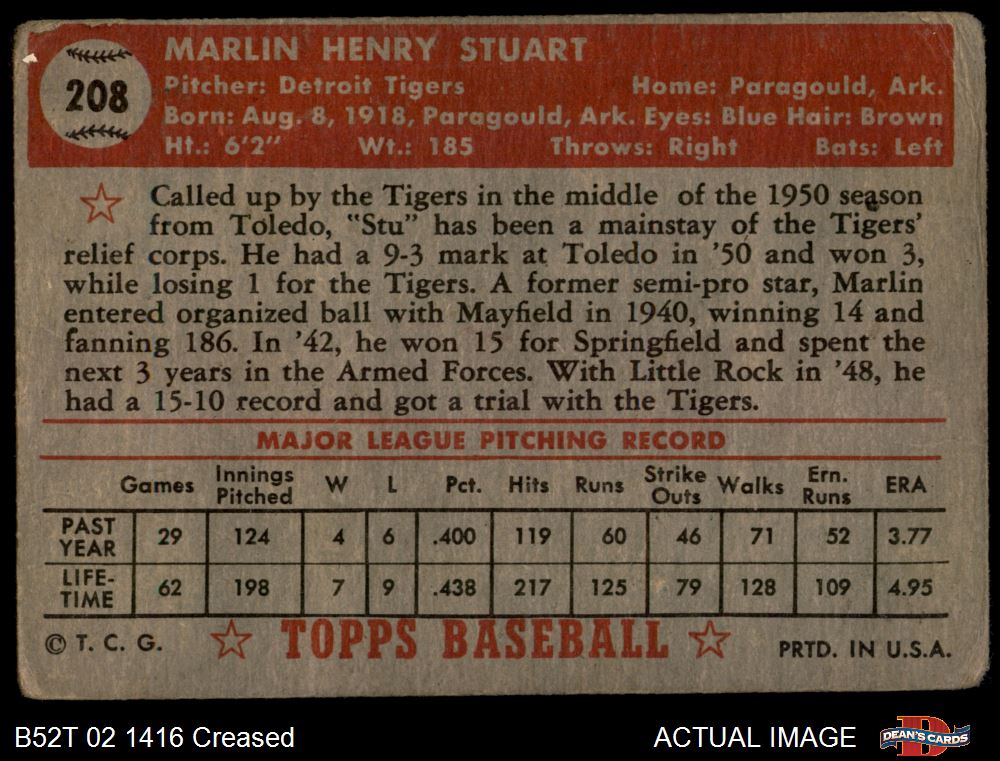 208
MARLIN HENRY STUART
Pitcher: Detroit Tigers Home: Paragould, Ark.
Born: Aug. 8, 1918, Paragould, Ark. Eyes: Blue Hair: Brown
Ht.: 6'2" Wt.: 185 Throws: Right Bats: Left
Called up by the Tigers in the middle of the 1950 season
from Toledo, "Stu" has been a mainstay of the Tigers'
relief corps. He had a 9-3 mark at Toledo in '50 and won 3,
while losing 1 for the Tigers. A former semi-pro star, Marlin
entered organized ball with Mayfield in 1940, winning 14 and
fanning 186. In '42, he won 15 for Springfield and spent the
next 3 years in the Armed Forces. With Little Rock in '48, he
had a 15-10 record and got a trial with the Tigers.
MAJOR LEAGUE PITCHING RECORD
Games Innings Pitched W L Pct. Hits Runs Strike Outs Walks Ern. Runs ERA
PAST YEAR 29 124 4 6 .400 119 60 46 71 52 3.77
LIFE-TIME 62 198 7 9 .438 217 125 79 128 109 4.95
© T. C. G. TOPPS BASEBALL PRTD. IN U.S.A.
B52T 02 1416 Creased ACTUAL IMAGE DEAN'S CARDS